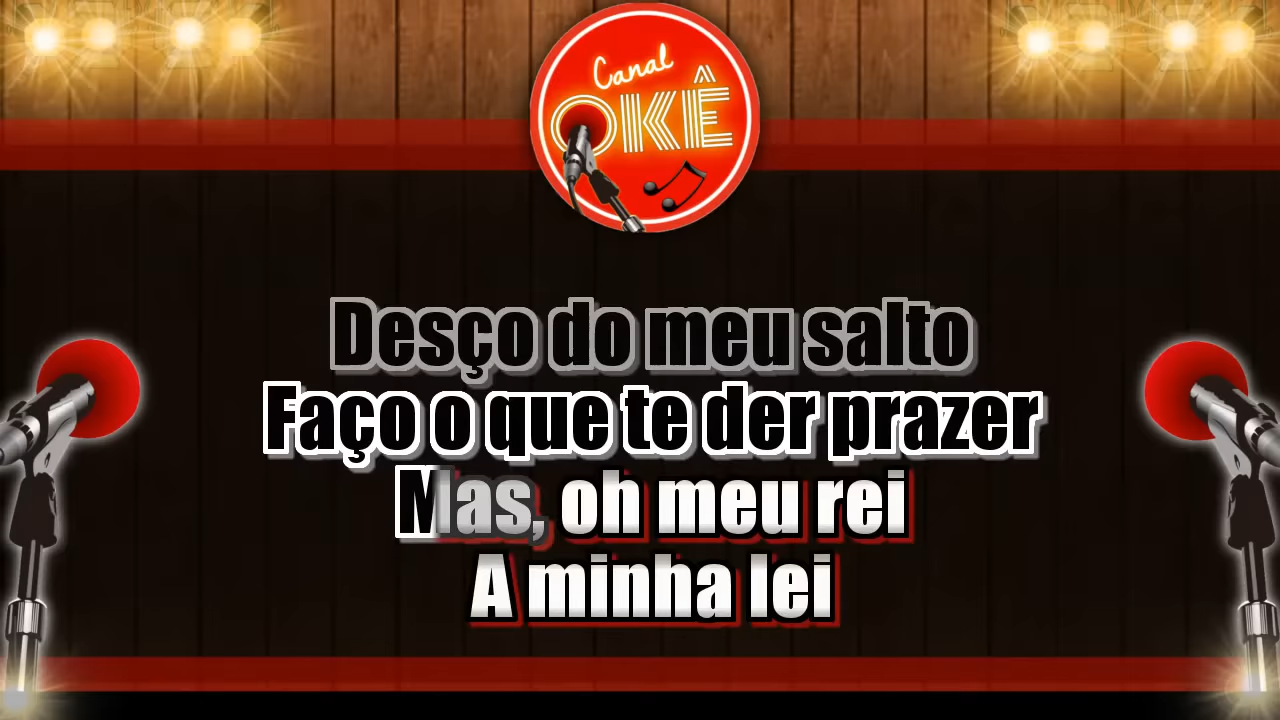 Canal
OKÊ
Desço do meu salto
Faço o que te der prazer
Mas, oh meu rei
A minha lei